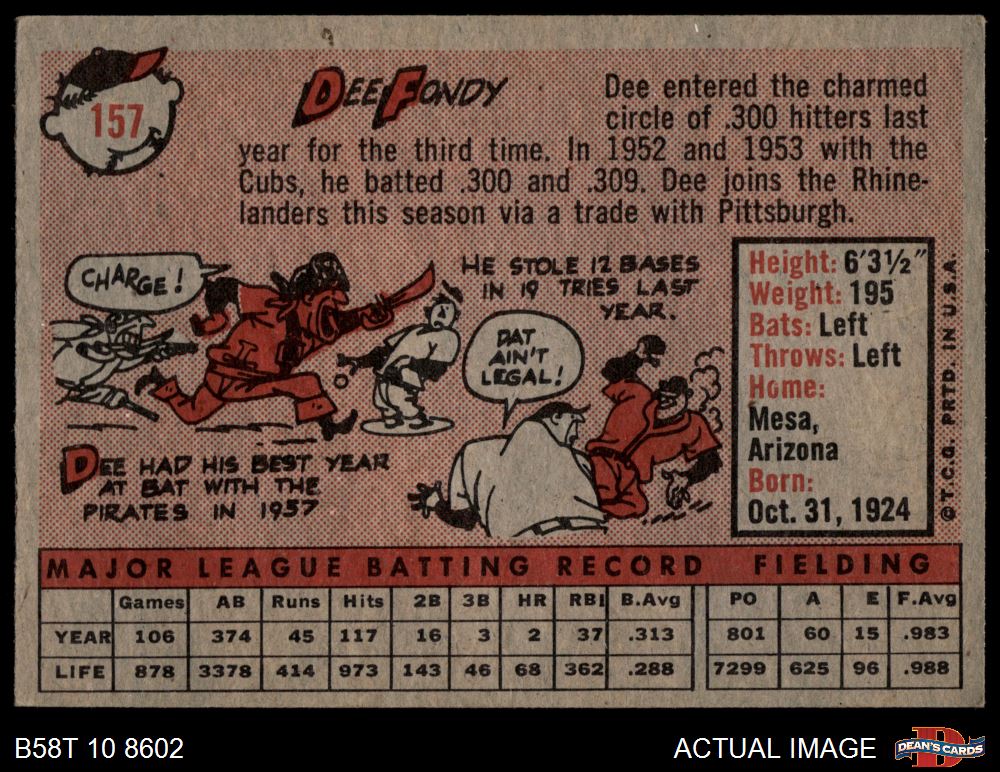 157
DEE FONDY
Dee entered the charmed
circle of .300 hitters last
year for the third time. In 1952 and 1953 with the
Cubs, he batted .300 and .309. Dee joins the Rhine-
landers this season via a trade with Pittsburgh.
CHARGE!
HE STOLE 12 BASES
IN 19 TRIES LAST
YEAR.
DAT
AIN'T
LEGAL!
DEE HAD HIS BEST YEAR
AT BAT WITH THE
PIRATES IN 1957
Height: 6'3½"
Weight: 195
Bats: Left
Throws: Left
Home:
Mesa,
Arizona
Born:
Oct. 31, 1924
©T.C.G. PRTD. IN U.S.A.
MAJOR LEAGUE BATTING RECORD FIELDING
Games AB Runs Hits 2B 3B HR RBI B.Avg PO A E F.Avg
YEAR 106 374 45 117 16 3 2 37 .313 801 60 15 .983
LIFE 878 3378 414 973 143 46 68 362 .288 7299 625 96 .988
B58T 10 8602
ACTUAL IMAGE
D
DEAN'S CARDS